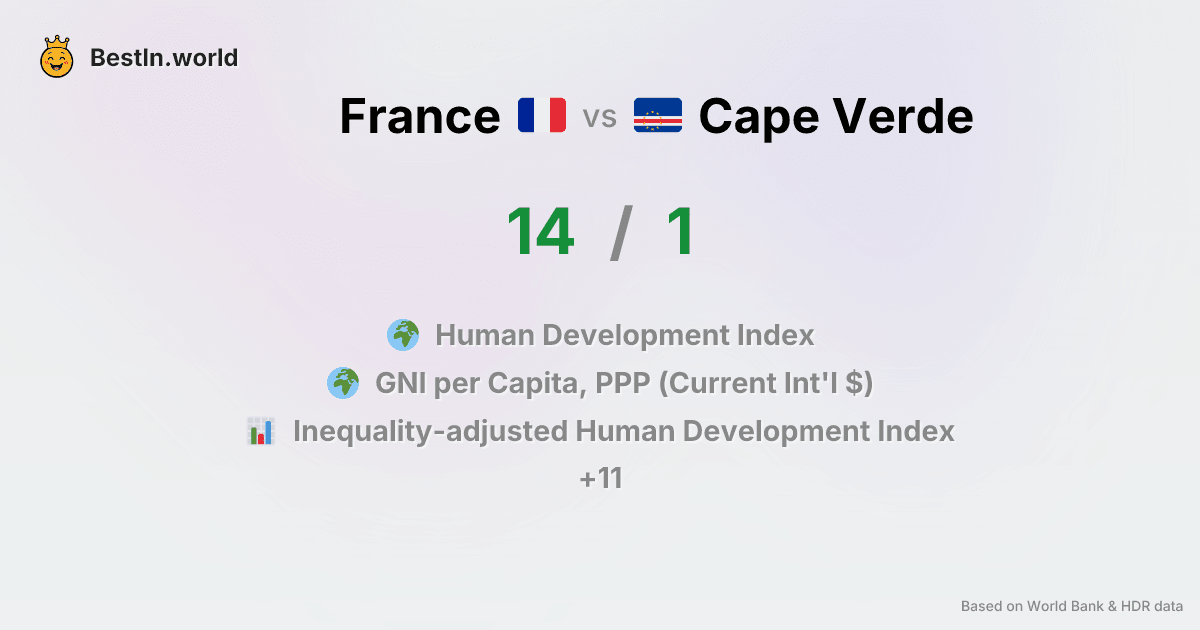 BestIn.world
France vs Cape Verde
14 / 1
Human Development Index
GNI per Capita, PPP (Current Int'l $)
Inequality-adjusted Human Development Index
+11
Based on World Bank & HDR data